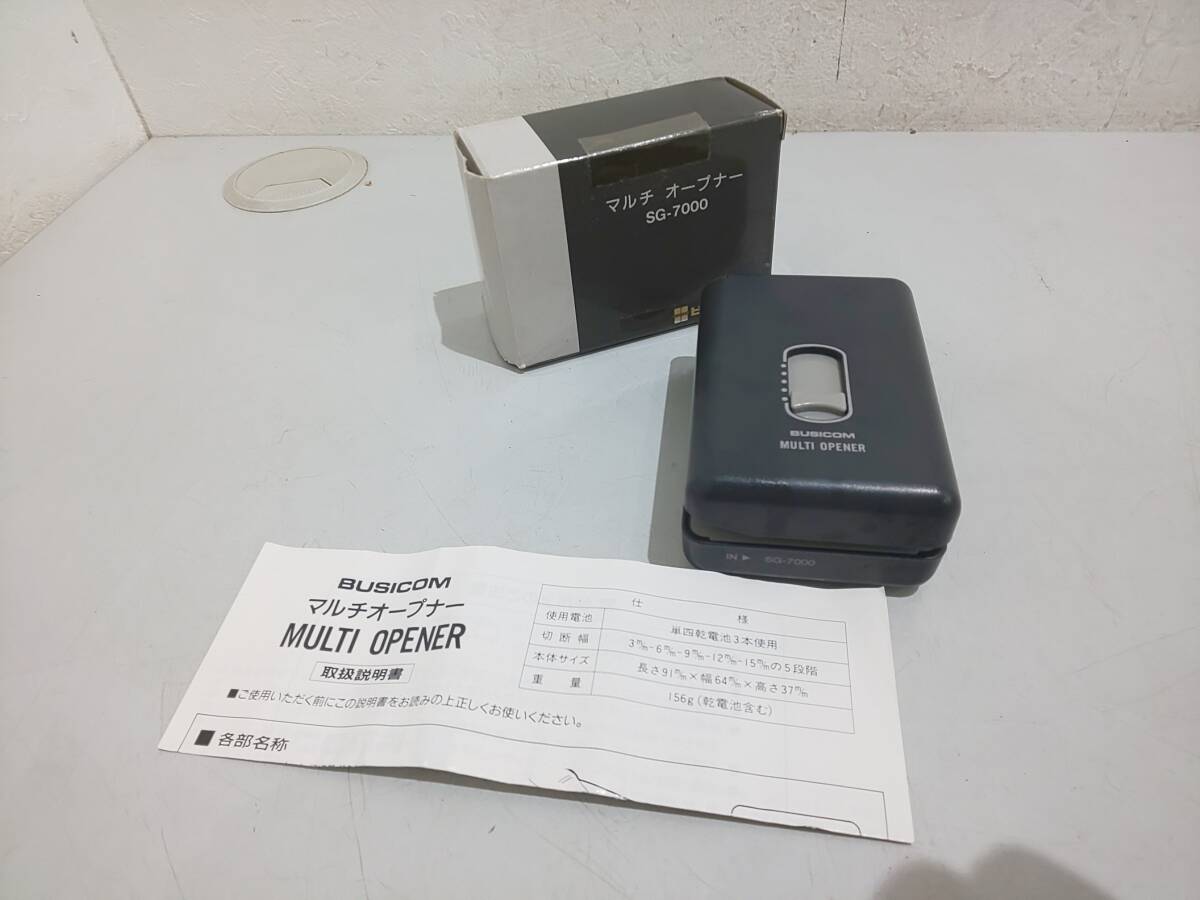 マルチ オープナー
SG-7000
BUSICOM
MULTI OPENER
IN ▶ SG-7000
BUSICOM
マルチオープナー
MULTI OPENER
取扱説明書
■ご使用いただく前にこの説明書をお読みの上正しくお使いください。
仕 様
使用電池 単四乾電池3本使用
切断幅 3㎜-6㎜-9㎜-12㎜-15㎜の5段階
本体サイズ 長さ91㎜×幅64㎜×高さ37㎜
重量 156g(乾電池含む)
■各部名称